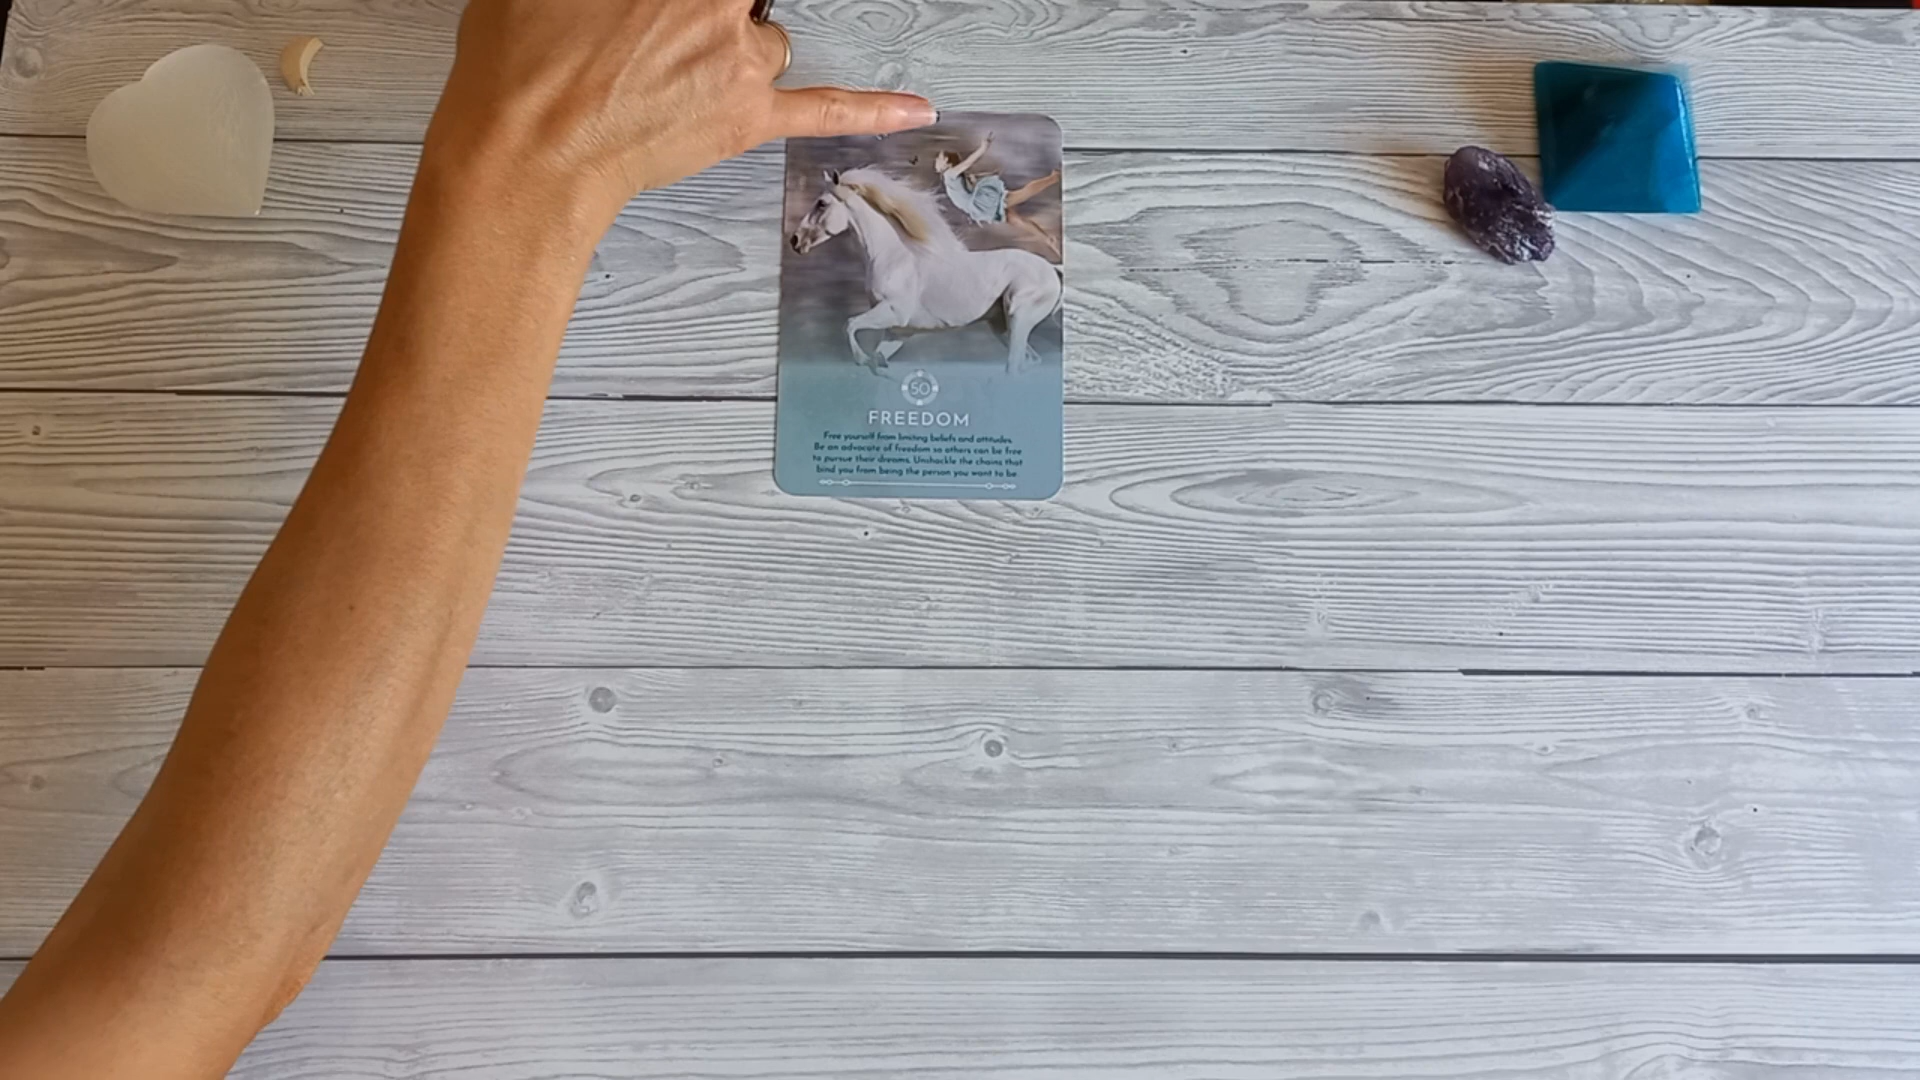 50
FREEDOM
Free yourself from limiting beliefs and attitudes.
Be an advocate of freedom so others can be free
to pursue their dreams. Unshackle the chains that
bind you from being the person you want to be.